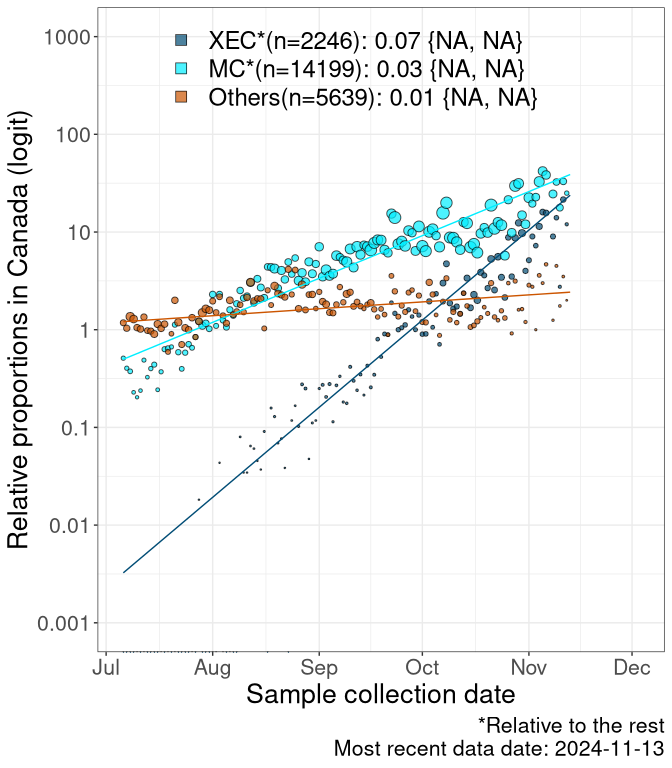 XEC*(n=2246): 0.07 {NA, NA}
MC*(n=14199): 0.03 {NA, NA}
Others(n=5639): 0.01 {NA, NA}
Relative proportions in Canada (logit)
1000
100
10
1
0.1
0.01
0.001
Jul Aug Sep Oct Nov Dec
Sample collection date
*Relative to the rest
Most recent data date: 2024-11-13